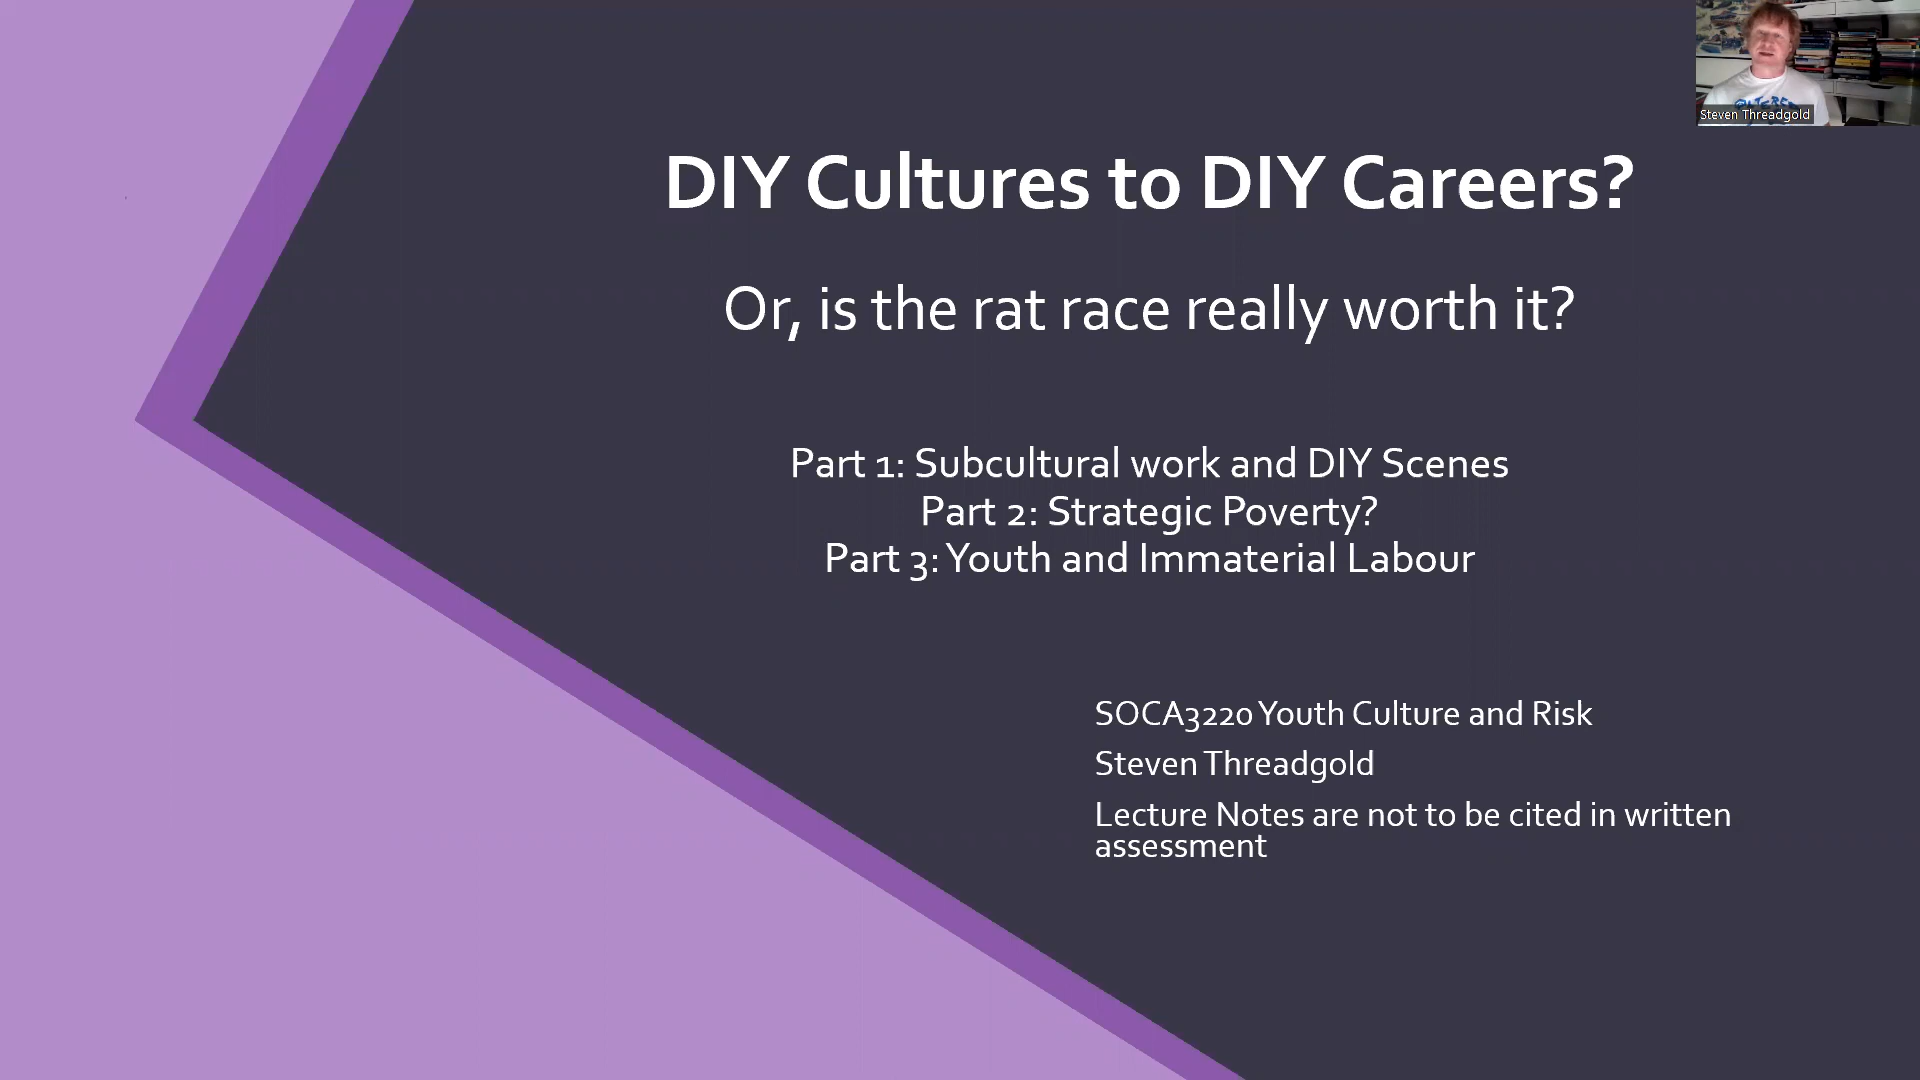 Steven Threadgold
DIY Cultures to DIY Careers?
Or, is the rat race really worth it?
Part 1: Subcultural work and DIY Scenes
Part 2: Strategic Poverty?
Part 3: Youth and Immaterial Labour
SOCA3220 Youth Culture and Risk
Steven Threadgold
Lecture Notes are not to be cited in written
assessment